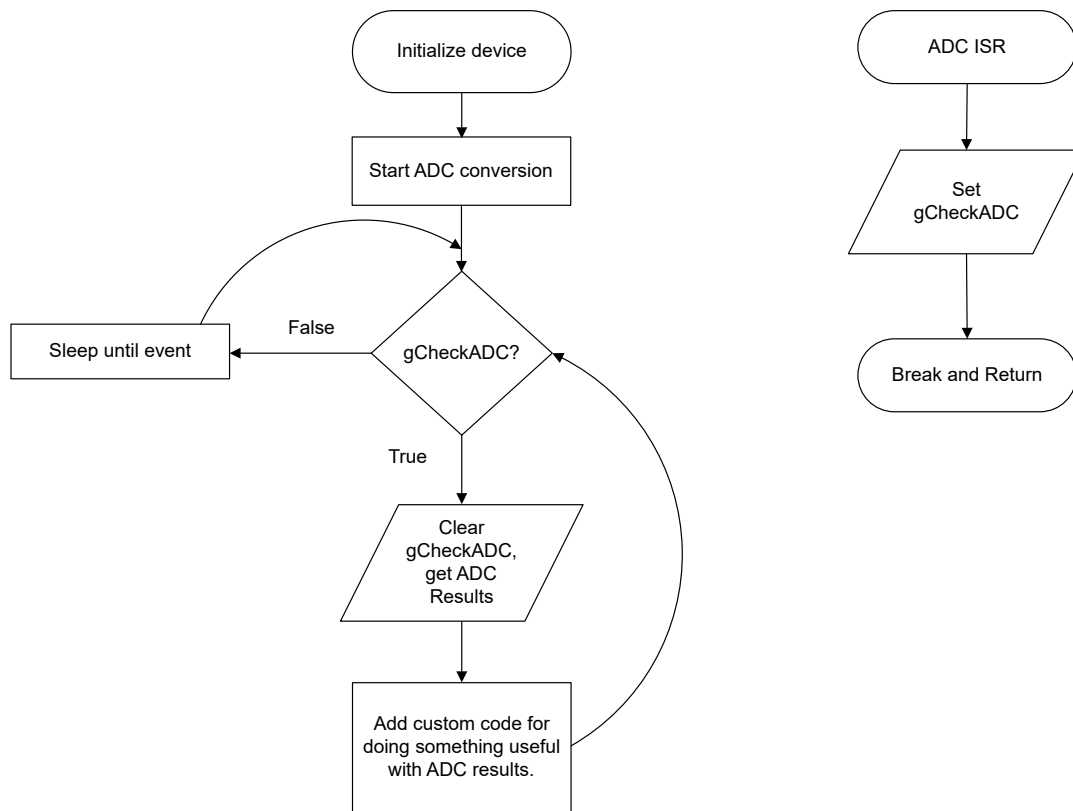 Initialize device
Start ADC conversion
False
Sleep until event
gCheckADC?
True
Clear
gCheckADC,
get ADC
Results
Add custom code for
doing something useful
with ADC results.
ADC ISR
Set
gCheckADC
Break and Return